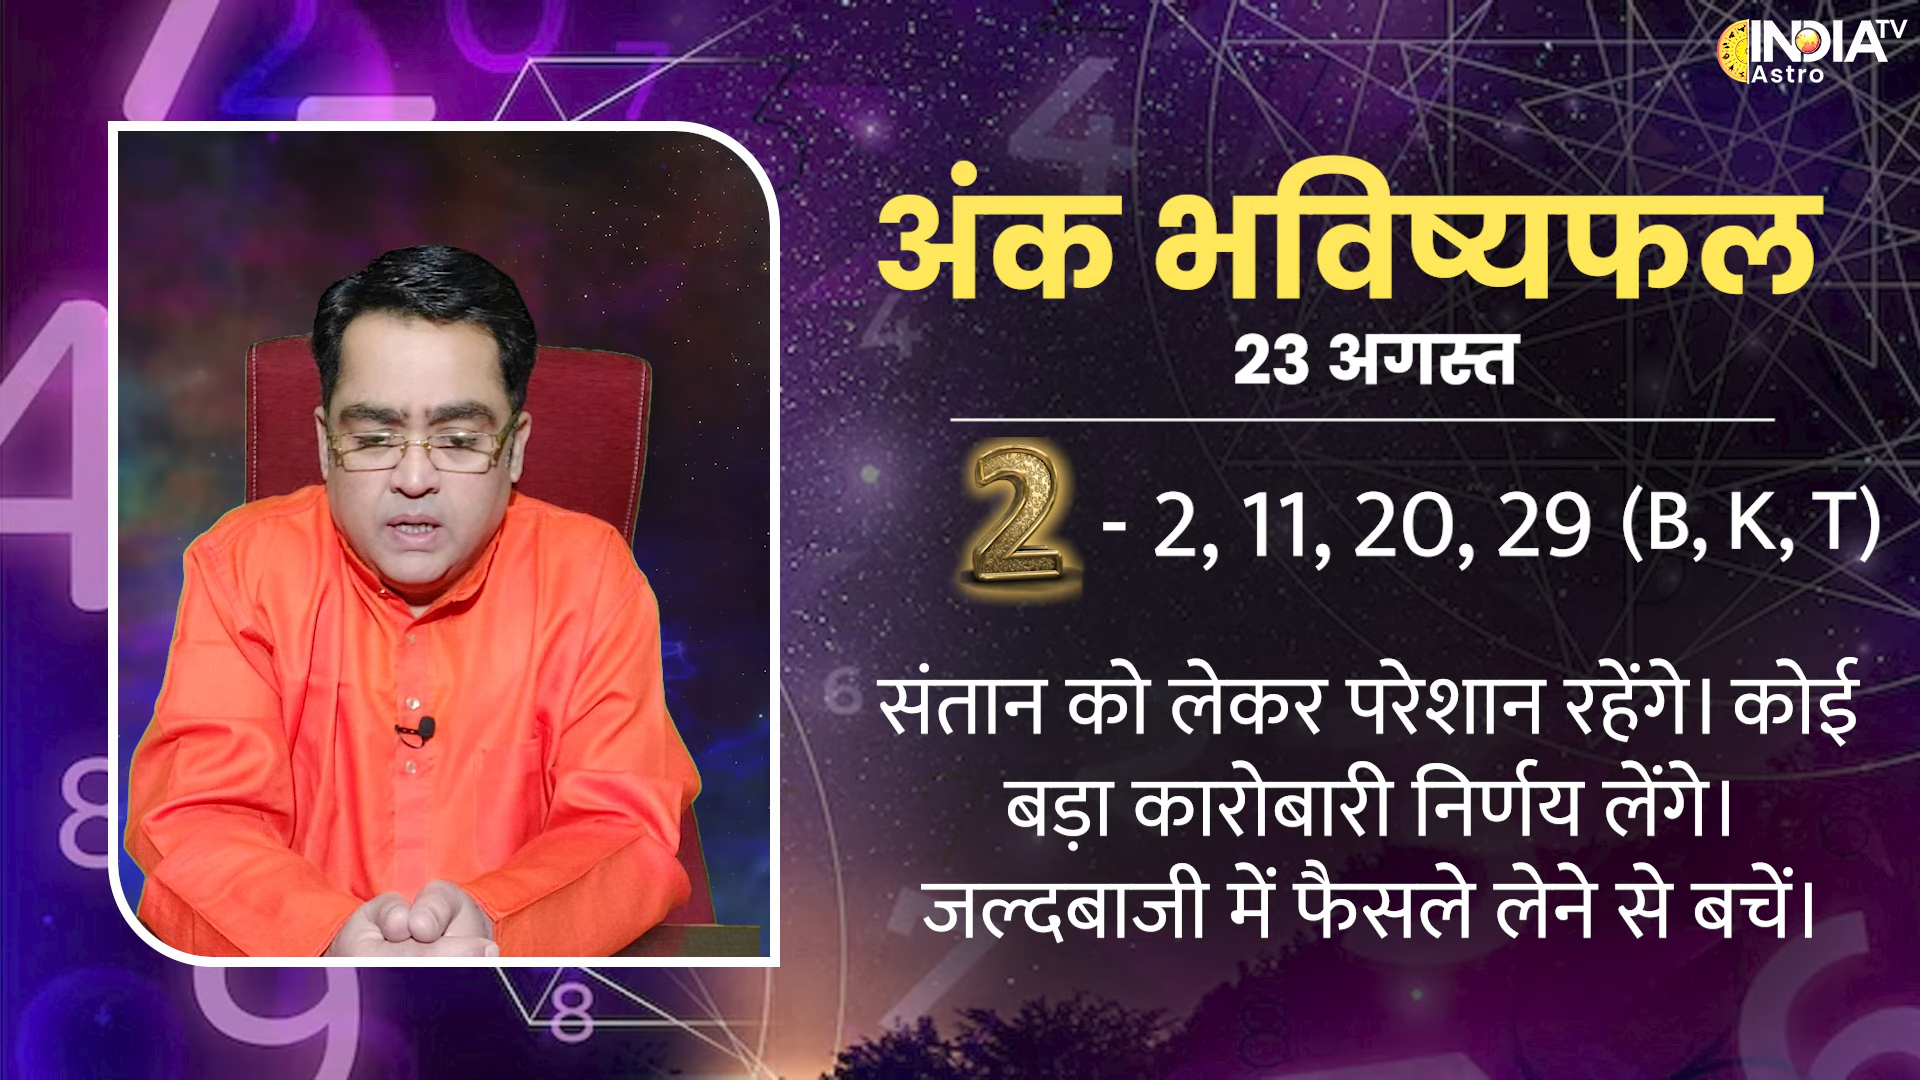 INDIA TV
Astro
अंक भविष्यफल
23 अगस्त
2 - 2, 11, 20, 29 (B, K, T)
संतान को लेकर परेशान रहेंगे। कोई
बड़ा कारोबारी निर्णय लेंगे।
जल्दबाजी में फैसले लेने से बचें।